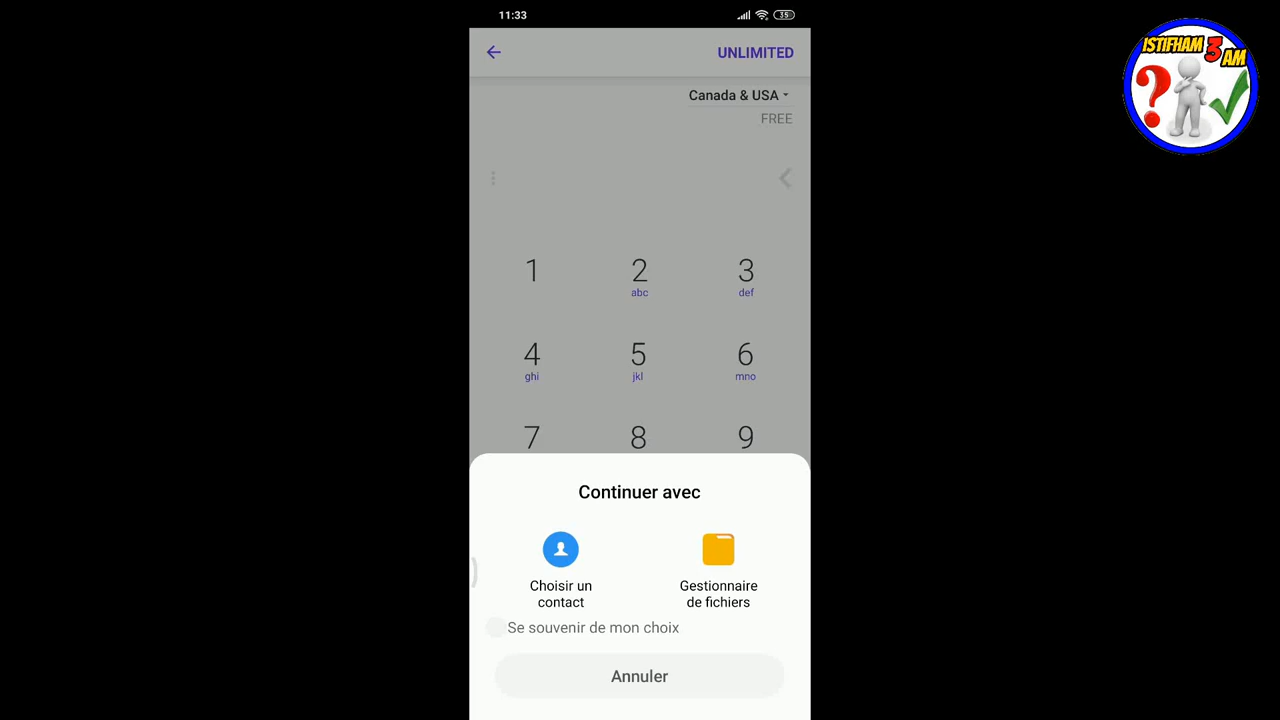 11:33
35
UNLIMITED
Canada & USA
FREE
1
2
3
abc
def
4
5
6
ghi
jkl
mno
7
8
9
Continuer avec
Choisir un
contact
Gestionnaire
de fichiers
Se souvenir de mon choix
Annuler
ISTIFHAM 3 AM
?